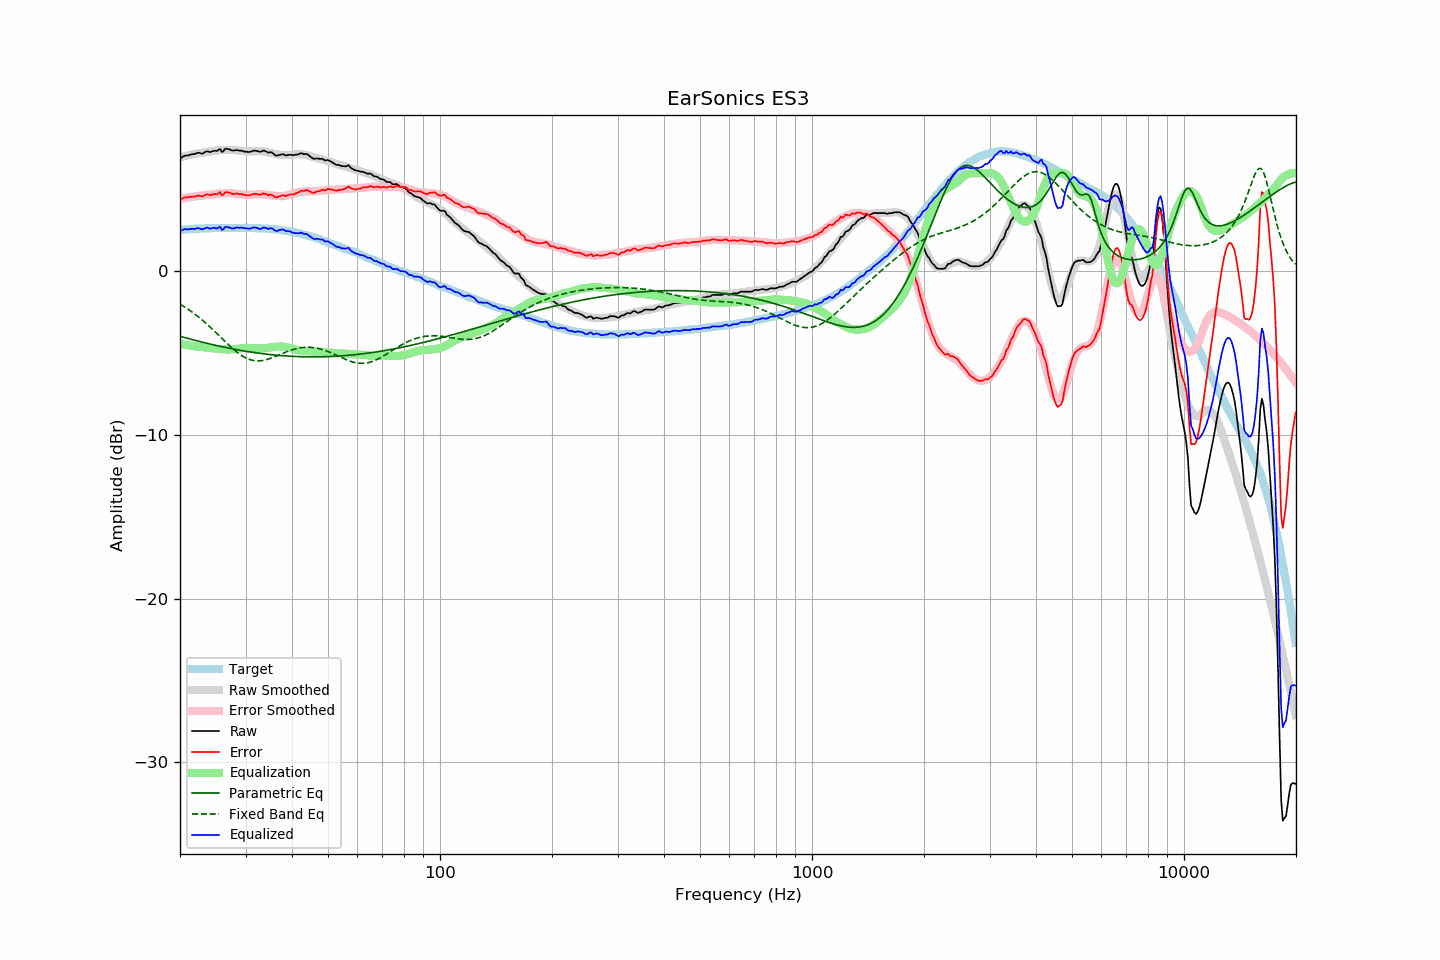 EarSonics ES3
Amplitude (dBr)
0
−10
−20
−30
Target
Raw Smoothed
Error Smoothed
Raw
Error
Equalization
Parametric Eq
Fixed Band Eq
Equalized
100
1000
10000
Frequency (Hz)